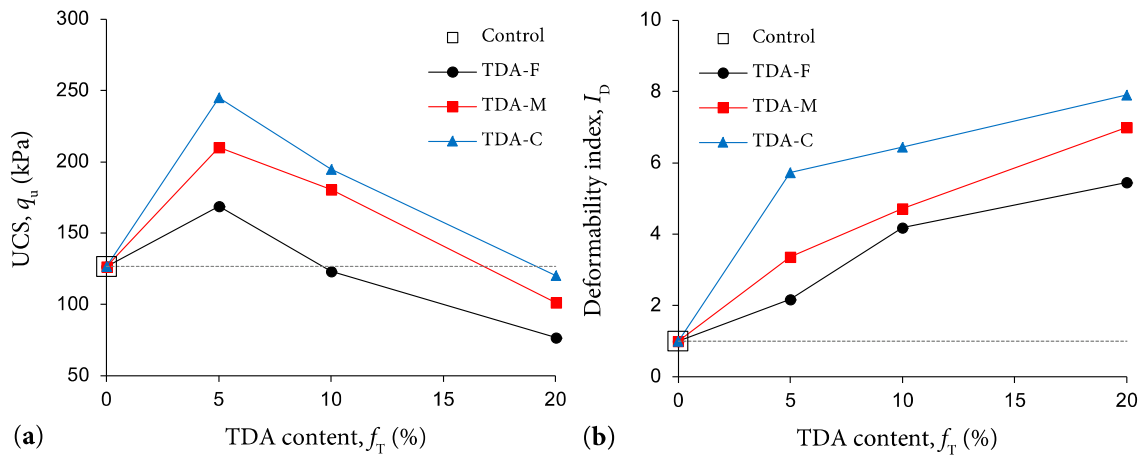 300
250
200
150
100
50
UCS, qu (kPa)
Control
TDA-F
TDA-M
TDA-C
0
5
10
15
20
TDA content, fT (%)
(a)
10
8
6
4
2
0
Deformability index, ID
Control
TDA-F
TDA-M
TDA-C
0
5
10
15
20
TDA content, fT (%)
(b)